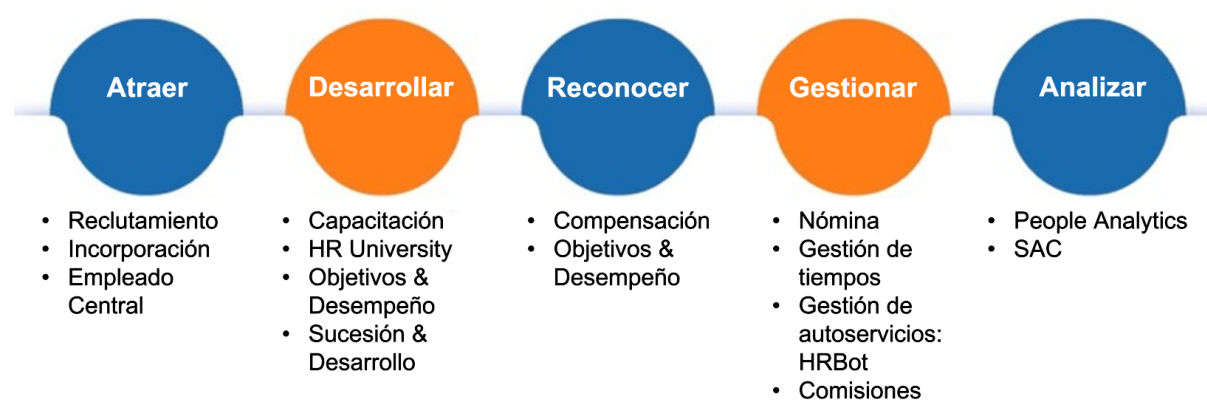 Atraer
Desarrollar
Reconocer
Gestionar
Analizar
• Reclutamiento
• Incorporación
• Empleado
Central
• Capacitación
• HR University
• Objetivos &
Desempeño
• Sucesión &
Desarrollo
• Compensación
• Objetivos &
Desempeño
• Nómina
• Gestión de
tiempos
• Gestión de
autoservicios:
HRBot
• Comisiones
• People Analytics
• SAC